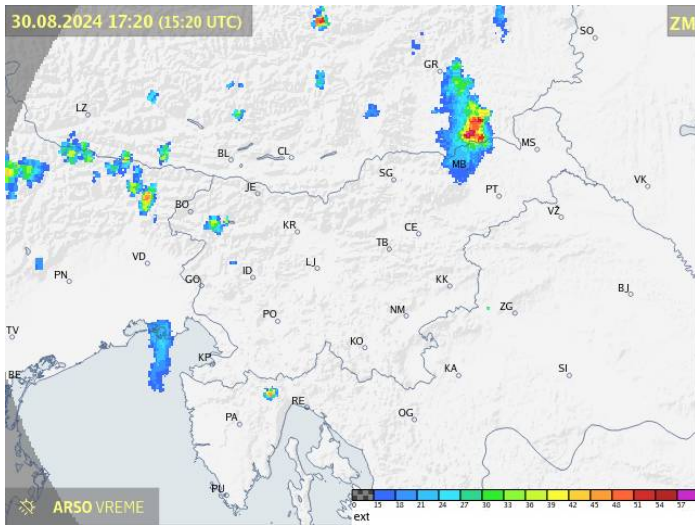 30.08.2024 17:20 (15:20 UTC)
ZM
SO
GR
LZ
MS
BL
CL
MB
SG
VK
JE
PT
BO
VŽ
KR
CE
TB
VD
LJ
ID
PN
GO
KK
BJ
NM
ZG
PO
TV
KO
KP
BE
KA
SI
RE
PA
OG
PU
ARSO VREME
0 15 18 21 24 27 30 33 36 39 42 45 48 51 54 57
ext